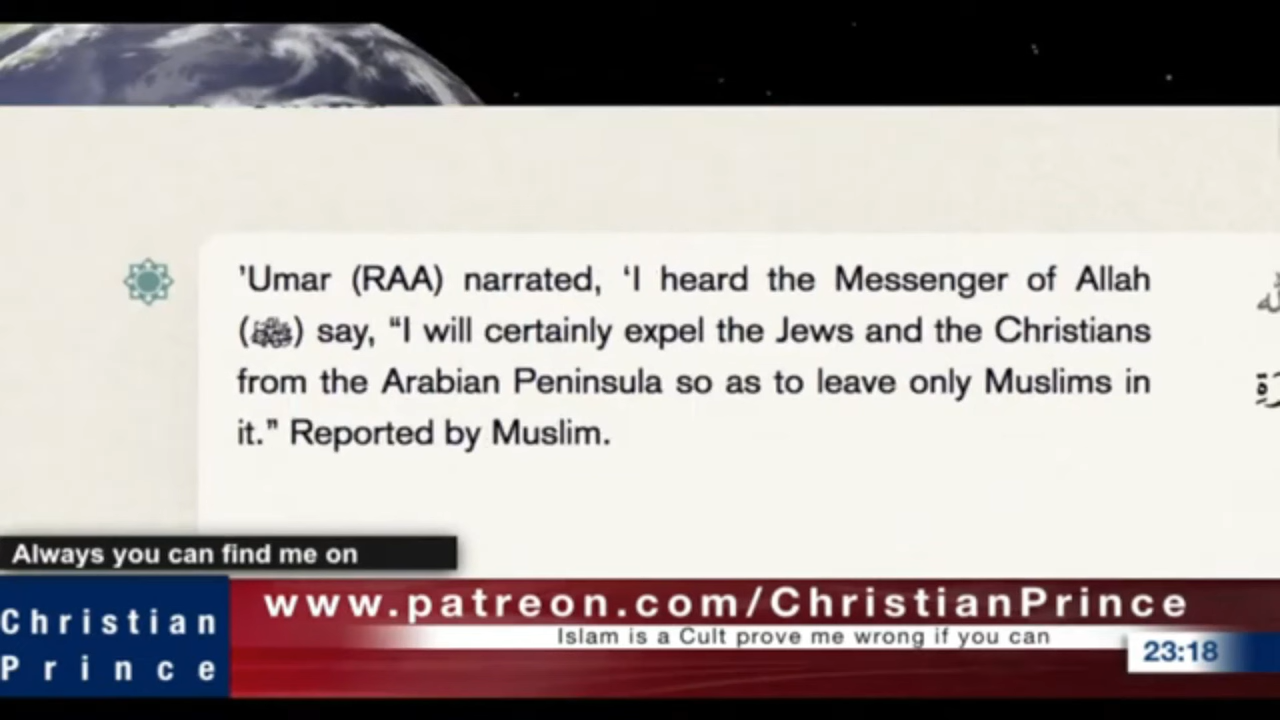 ’Umar (RAA) narrated, ‘I heard the Messenger of Allah
(ﷺ) say, “I will certainly expel the Jews and the Christians
from the Arabian Peninsula so as to leave only Muslims in
it.” Reported by Muslim.
Always you can find me on
www.patreon.com/ChristianPrince
Christian
Prince
Islam is a Cult prove me wrong if you can
23:18